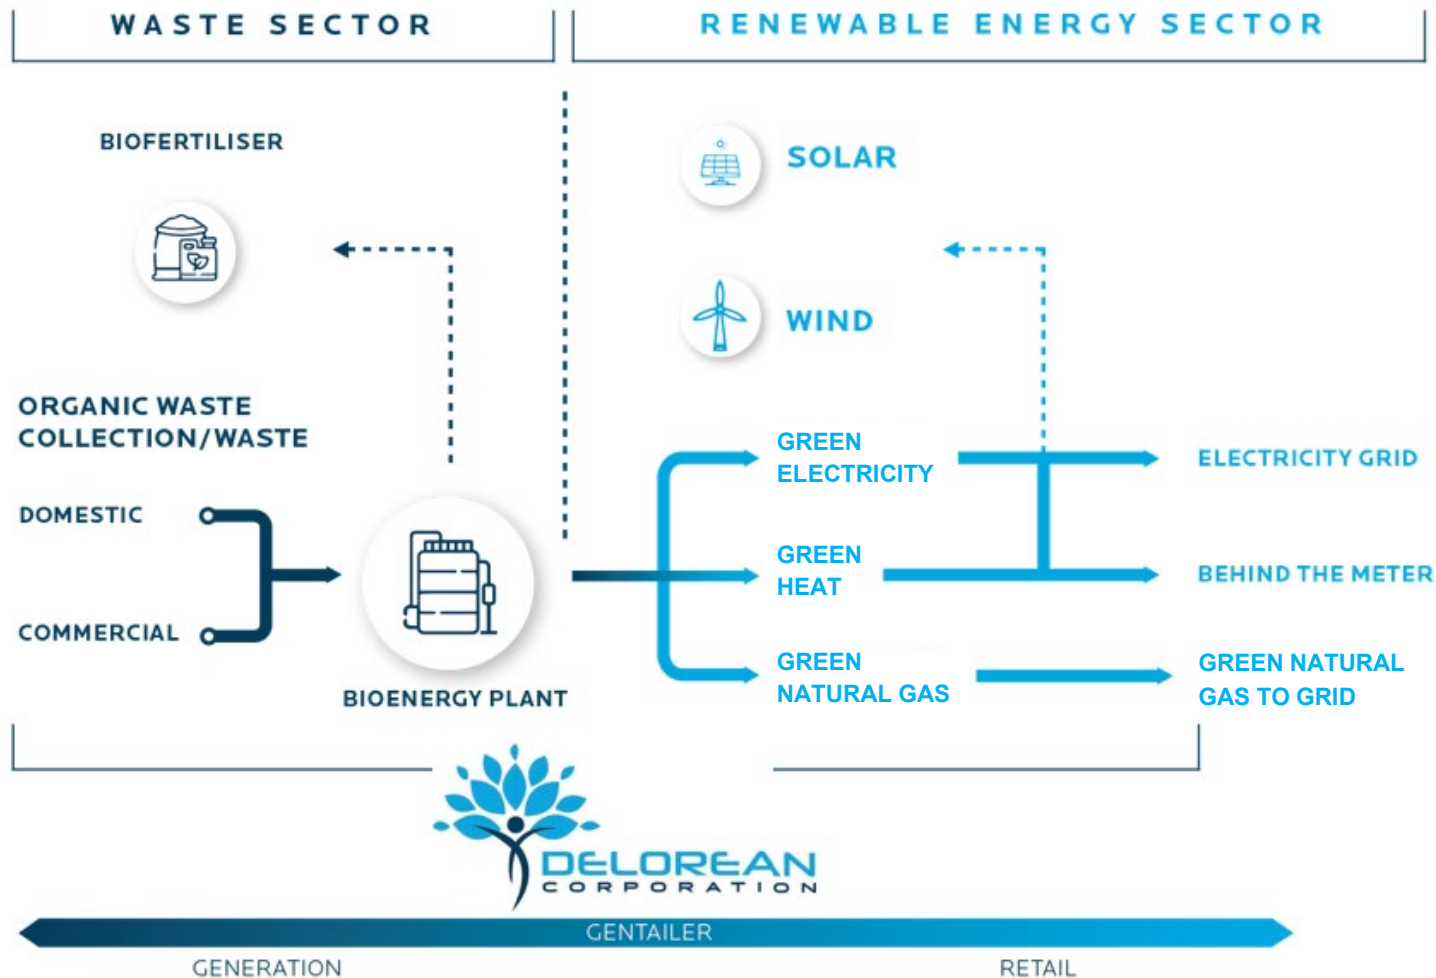 WASTE SECTOR
RENEWABLE ENERGY SECTOR
BIOFERTILISER
SOLAR
WIND
ORGANIC WASTE
COLLECTION/WASTE
DOMESTIC
COMMERCIAL
BIOENERGY PLANT
GREEN
ELECTRICITY
GREEN
HEAT
GREEN
NATURAL GAS
ELECTRICITY GRID
BEHIND THE METER
GREEN NATURAL
GAS TO GRID
DELOREAN
CORPORATION
GENTAILER
GENERATION
RETAIL